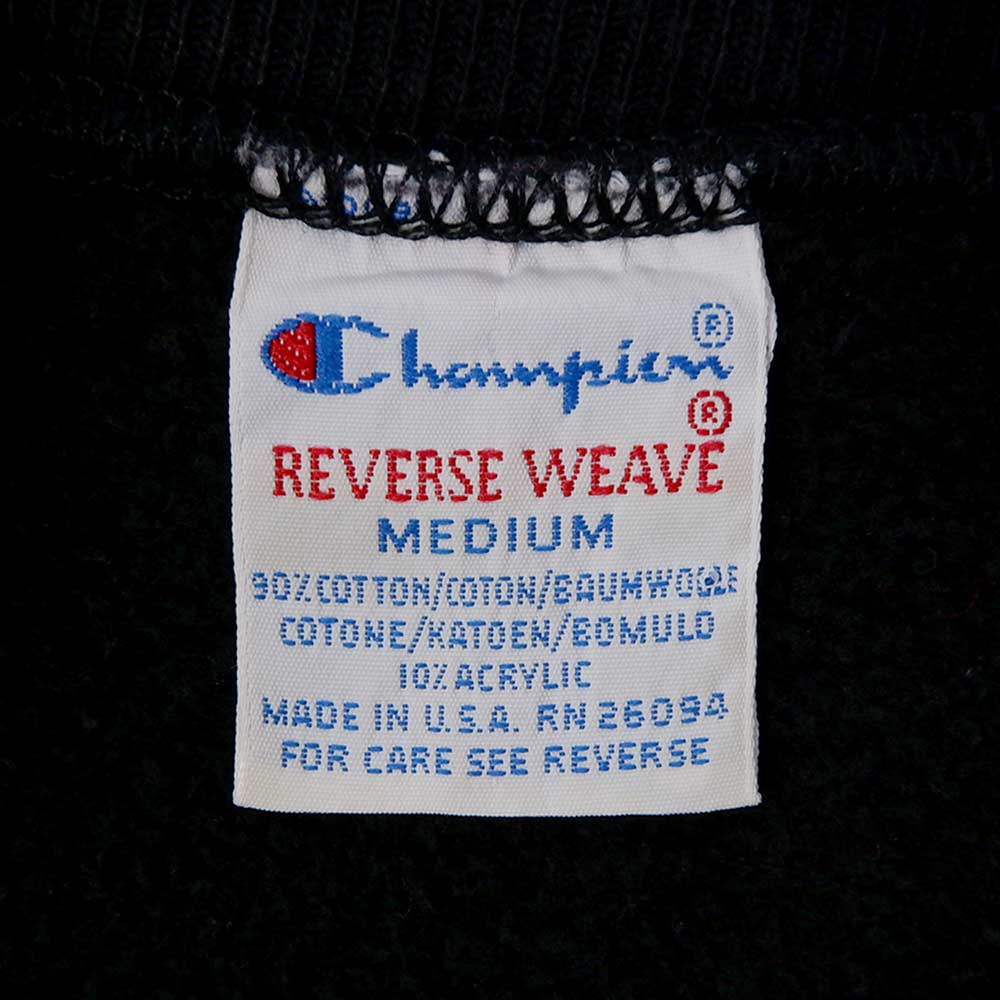 Champion®
REVERSE WEAVE®
MEDIUM
90% COTTON/COTON/BAUMWOLLE
COTONE/KATOEN/BOMULD
10% ACRYLIC
MADE IN U.S.A. RN 26094
FOR CARE SEE REVERSE